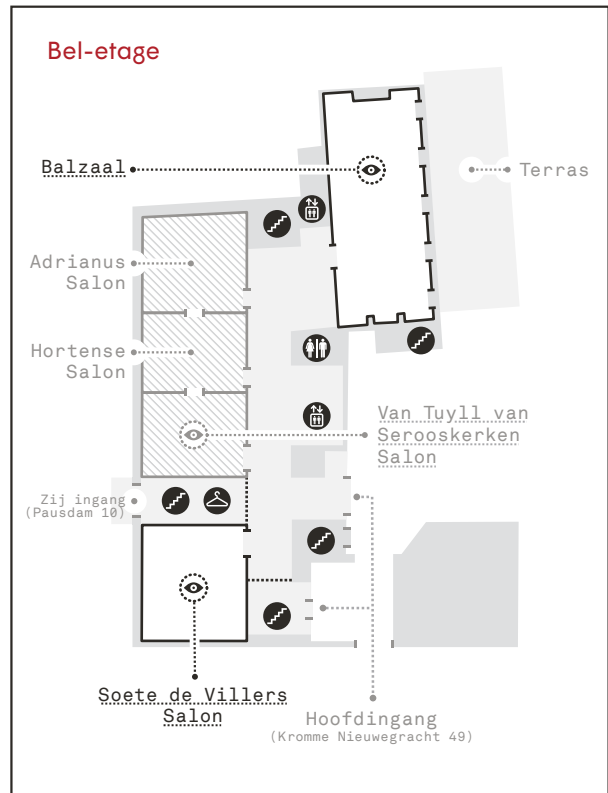 Bel-etage
Balzaal
Terras
Adrianus
Salon
Hortense
Salon
Van Tuyll van
Serooskerken
Salon
Zij ingang
(Pausdam 10)
Soete de Villers
Salon
Hoofdingang
(Kromme Nieuwegracht 49)